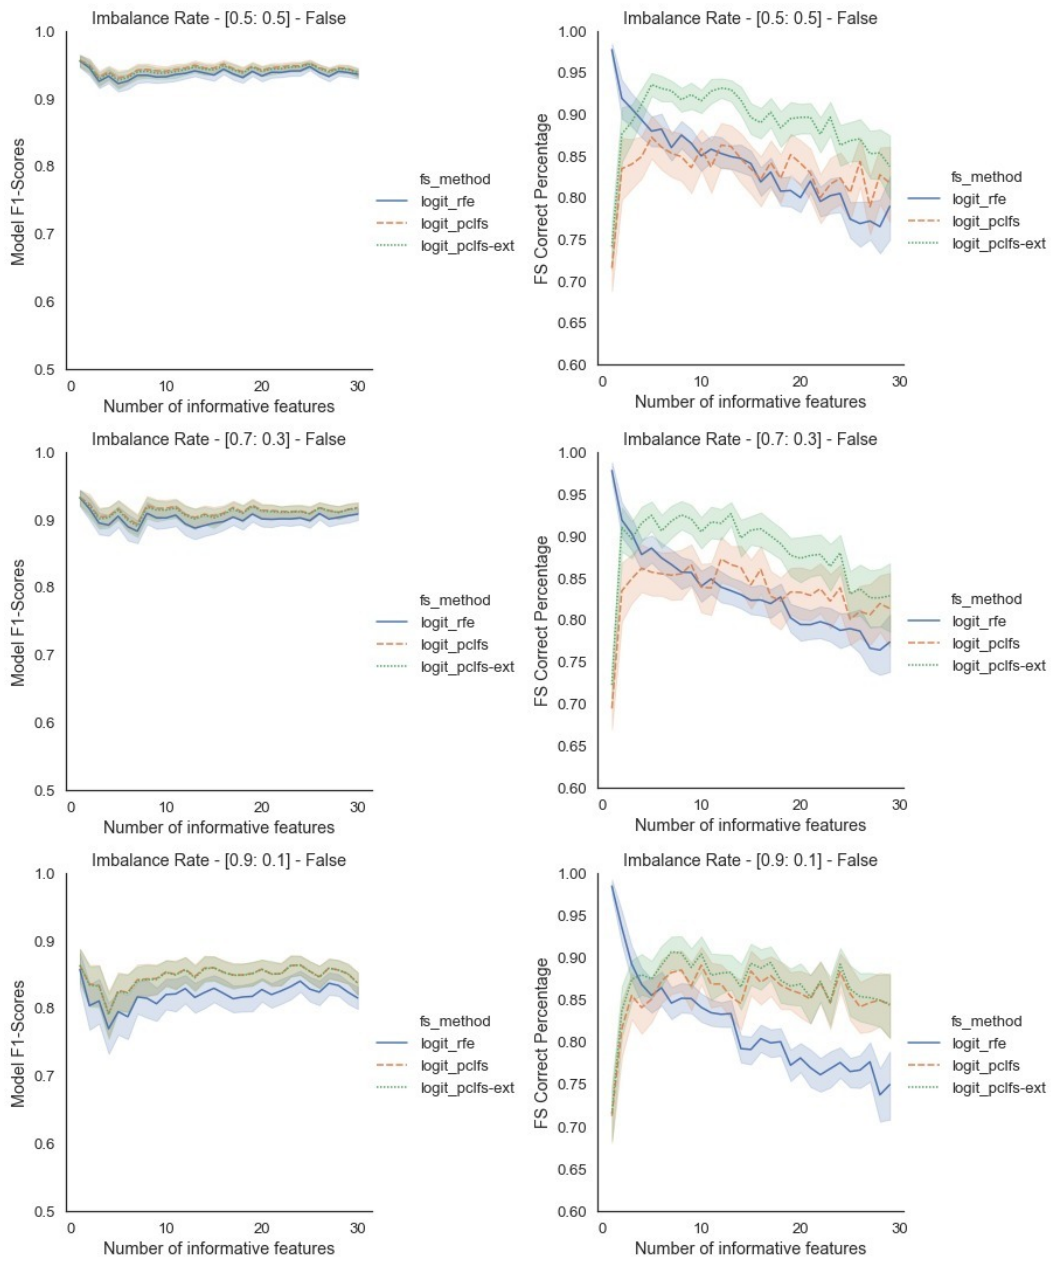 Imbalance Rate - [0.5: 0.5] - False
1.0
0.9
0.8
0.7
0.6
0.5
Model F1-Scores
0
10
20
30
Number of informative features
fs_method
logit_rfe
logit_pclfs
logit_pclfs-ext
Imbalance Rate - [0.5: 0.5] - False
1.00
0.95
0.90
0.85
0.80
0.75
0.70
0.65
0.60
FS Correct Percentage
0
10
20
30
Number of informative features
fs_method
logit_rfe
logit_pclfs
logit_pclfs-ext
Imbalance Rate - [0.7: 0.3] - False
1.0
0.9
0.8
0.7
0.6
0.5
Model F1-Scores
0
10
20
30
Number of informative features
fs_method
logit_rfe
logit_pclfs
logit_pclfs-ext
Imbalance Rate - [0.7: 0.3] - False
1.00
0.95
0.90
0.85
0.80
0.75
0.70
0.65
0.60
FS Correct Percentage
0
10
20
30
Number of informative features
fs_method
logit_rfe
logit_pclfs
logit_pclfs-ext
Imbalance Rate - [0.9: 0.1] - False
1.0
0.9
0.8
0.7
0.6
0.5
Model F1-Scores
0
10
20
30
Number of informative features
fs_method
logit_rfe
logit_pclfs
logit_pclfs-ext
Imbalance Rate - [0.9: 0.1] - False
1.00
0.95
0.90
0.85
0.80
0.75
0.70
0.65
0.60
FS Correct Percentage
0
10
20
30
Number of informative features
fs_method
logit_rfe
logit_pclfs
logit_pclfs-ext